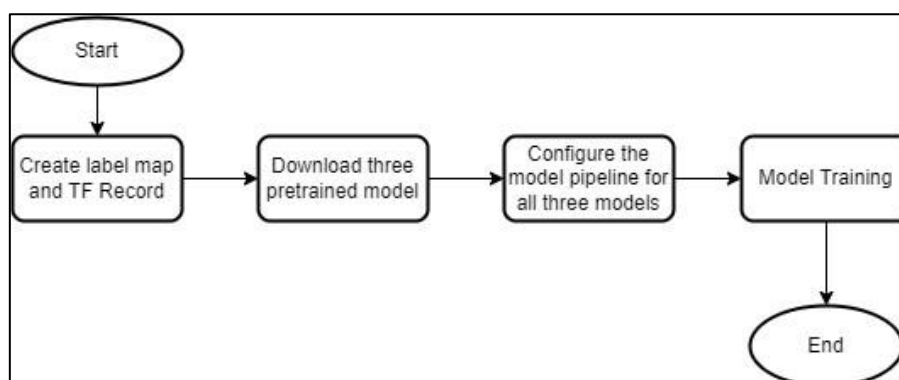 Start
Create label map
and TF Record
Download three
pretrained model
Configure the
model pipeline for
all three models
Model Training
End